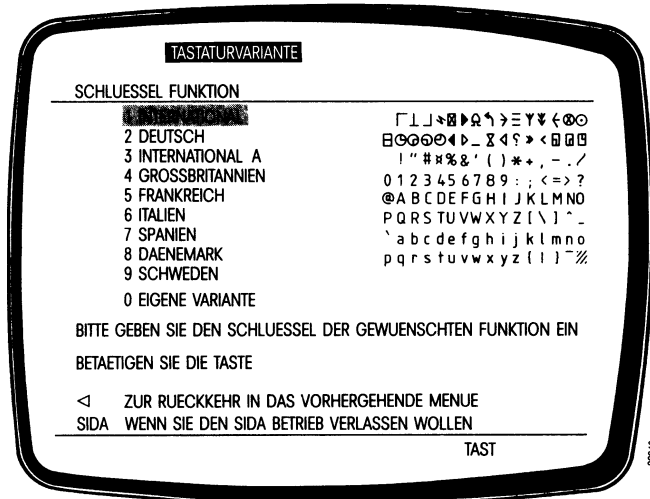 TASTATURVARIANTE
SCHLUESSEL FUNKTION
1 INTERNATIONAL
2 DEUTSCH
3 INTERNATIONAL A
4 GROSSBRITANNIEN
5 FRANKREICH
6 ITALIEN
7 SPANIEN
8 DAENEMARK
9 SCHWEDEN
0 EIGENE VARIANTE
! " # ¤ % & ' ( ) * + , - . /
0 1 2 3 4 5 6 7 8 9 : ; < = > ?
@ A B C D E F G H I J K L M N O
P Q R S T U V W X Y Z [ \ ] ^ _
` a b c d e f g h i j k l m n o
p q r s t u v w x y z { | } ‾
BITTE GEBEN SIE DEN SCHLUESSEL DER GEWUENSCHTEN FUNKTION EIN
BETAETIGEN SIE DIE TASTE
◁ ZUR RUECKKEHR IN DAS VORHERGEHENDE MENUE
SIDA WENN SIE DEN SIDA BETRIEB VERLASSEN WOLLEN
TAST